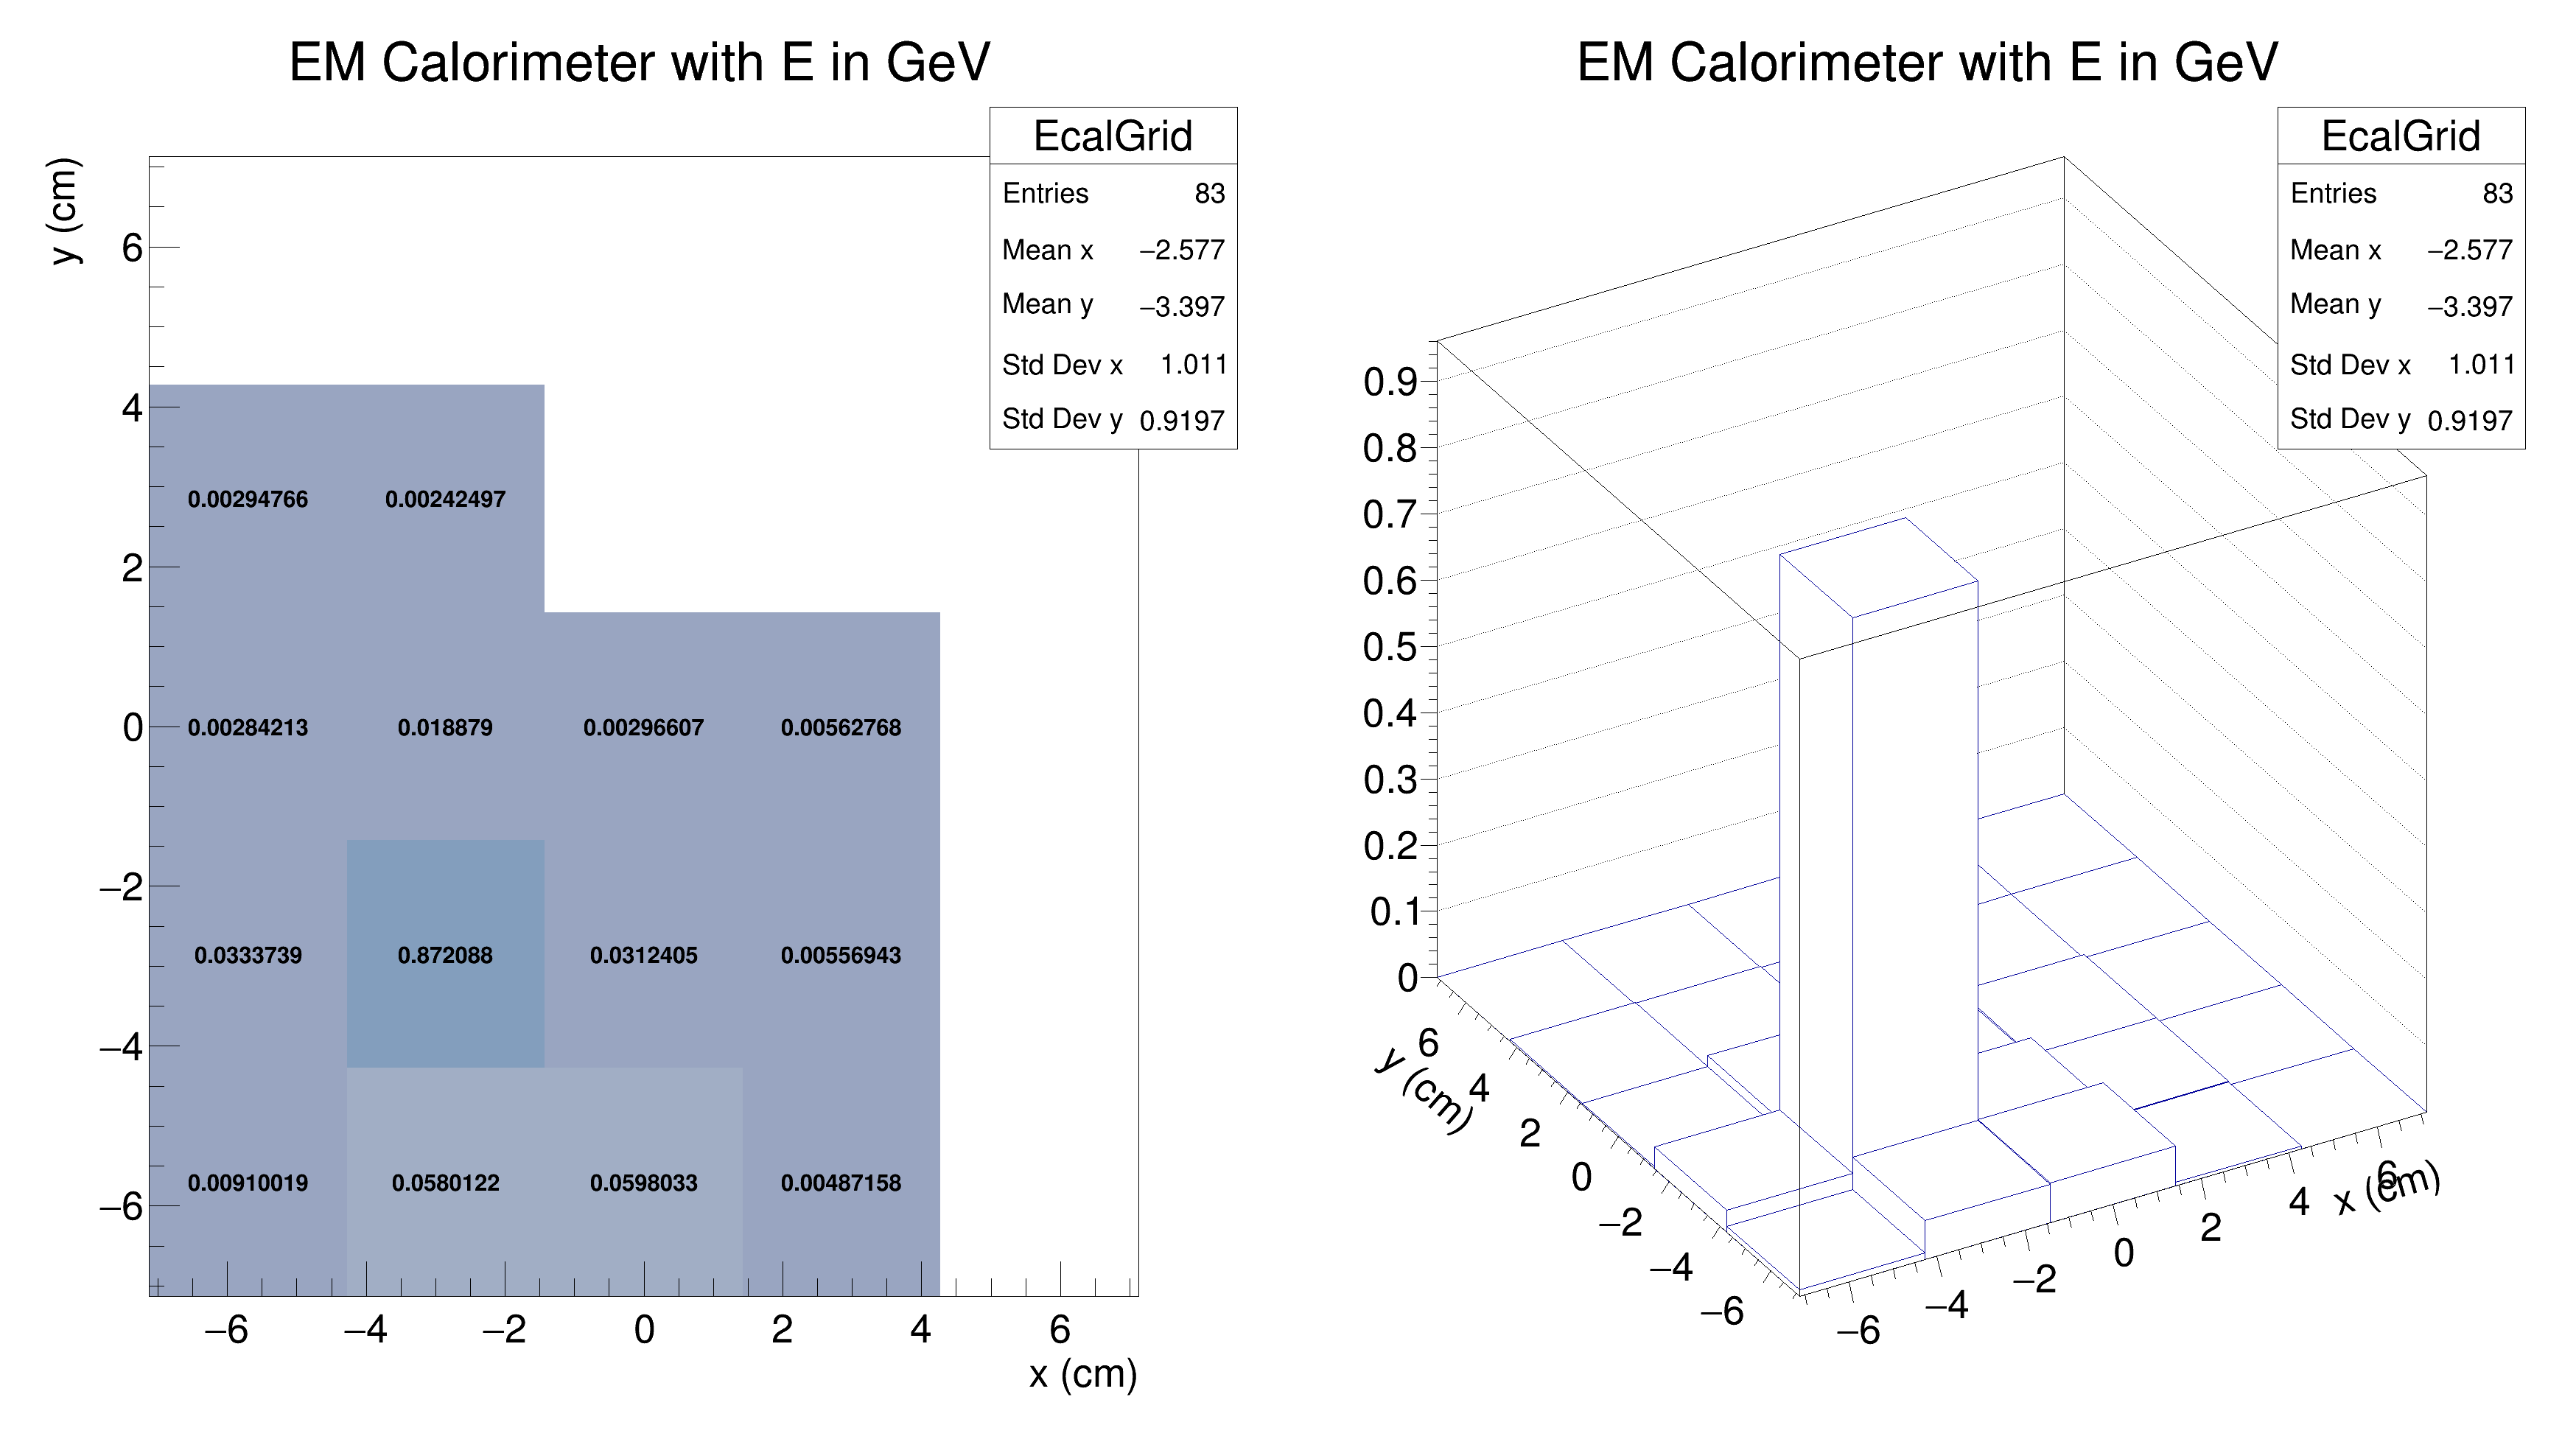 EM Calorimeter with E in GeV
EcalGrid
Entries 83
Mean x −2.577
Mean y −3.397
Std Dev x 1.011
Std Dev y 0.9197
y (cm)
6
4
2
0
−2
−4
−6
0.00294766 0.00242497
0.00284213 0.018879 0.00296607 0.00562768
0.0333739 0.872088 0.0312405 0.00556943
0.00910019 0.0580122 0.0598033 0.00487158
−6 −4 −2 0 2 4 6
x (cm)
EM Calorimeter with E in GeV
EcalGrid
Entries 83
Mean x −2.577
Mean y −3.397
Std Dev x 1.011
Std Dev y 0.9197
0.9
0.8
0.7
0.6
0.5
0.4
0.3
0.2
0.1
0
y (cm)
6
4
2
0
−2
−4
−6
−6 −4 −2 0 2 4 6
x (cm)